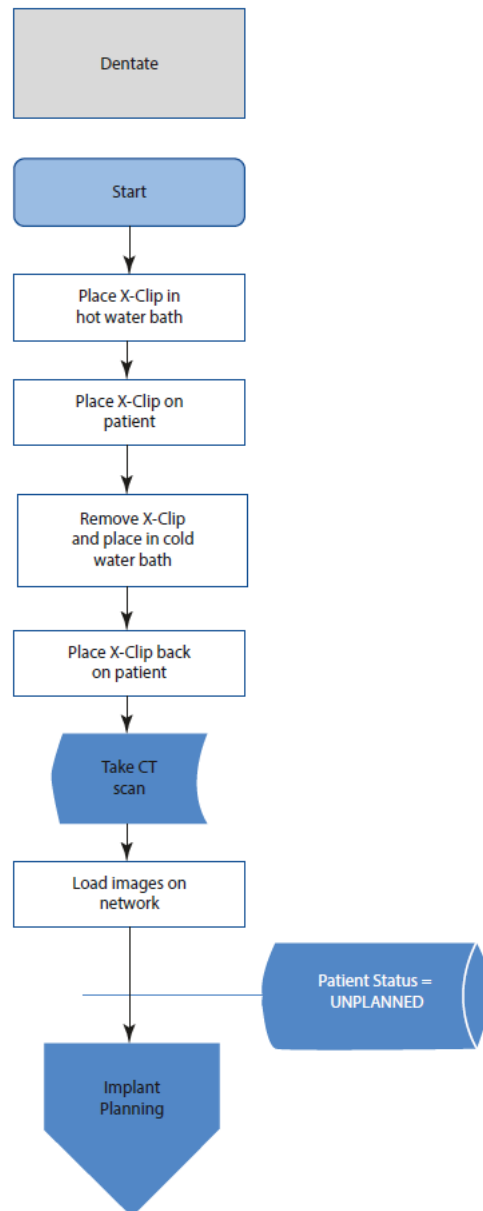 Dentate
Start
Place X-Clip in
hot water bath
Place X-Clip on
patient
Remove X-Clip
and place in cold
water bath
Place X-Clip back
on patient
Take CT
scan
Load images on
network
Patient Status =
UNPLANNED
Implant
Planning